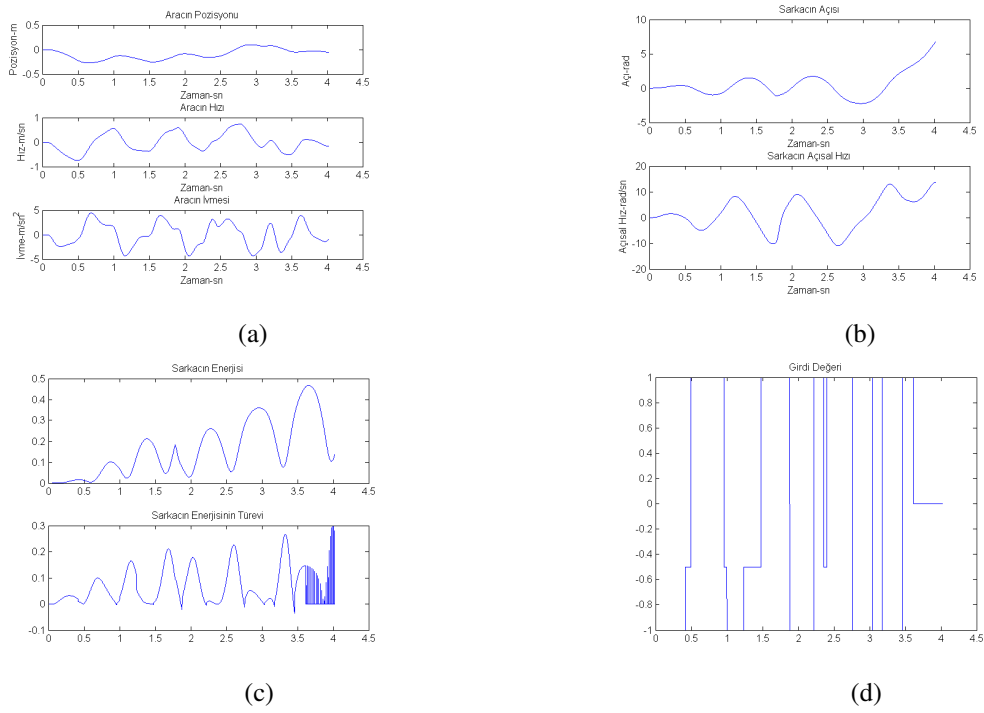 Aracın Pozisyonu
0.5
0
-0.5
Pozisyon-m
0 0.5 1 1.5 2 2.5 3 3.5 4 4.5
Zaman-sn
Aracın Hızı
1
0
-1
Hız-m/sn
0 0.5 1 1.5 2 2.5 3 3.5 4 4.5
Zaman-sn
Aracın İvmesi
5
0
-5
İvme-m/sn²
0 0.5 1 1.5 2 2.5 3 3.5 4 4.5
Zaman-sn
(a)
Sarkacın Açısı
10
5
0
-5
Açı-rad
0 0.5 1 1.5 2 2.5 3 3.5 4 4.5
Zaman-sn
Sarkacın Açısal Hızı
20
10
0
-10
-20
Açısal Hız-rad/sn
0 0.5 1 1.5 2 2.5 3 3.5 4 4.5
Zaman-sn
(b)
Sarkacın Enerjisi
0.5
0.4
0.3
0.2
0.1
0
0 0.5 1 1.5 2 2.5 3 3.5 4 4.5
Sarkacın Enerjisinin Türevi
0.3
0.2
0.1
0
-0.1
0 0.5 1 1.5 2 2.5 3 3.5 4 4.5
(c)
Girdi Değeri
1
0.8
0.6
0.4
0.2
0
-0.2
-0.4
-0.6
-0.8
-1
0 0.5 1 1.5 2 2.5 3 3.5 4 4.5
(d)